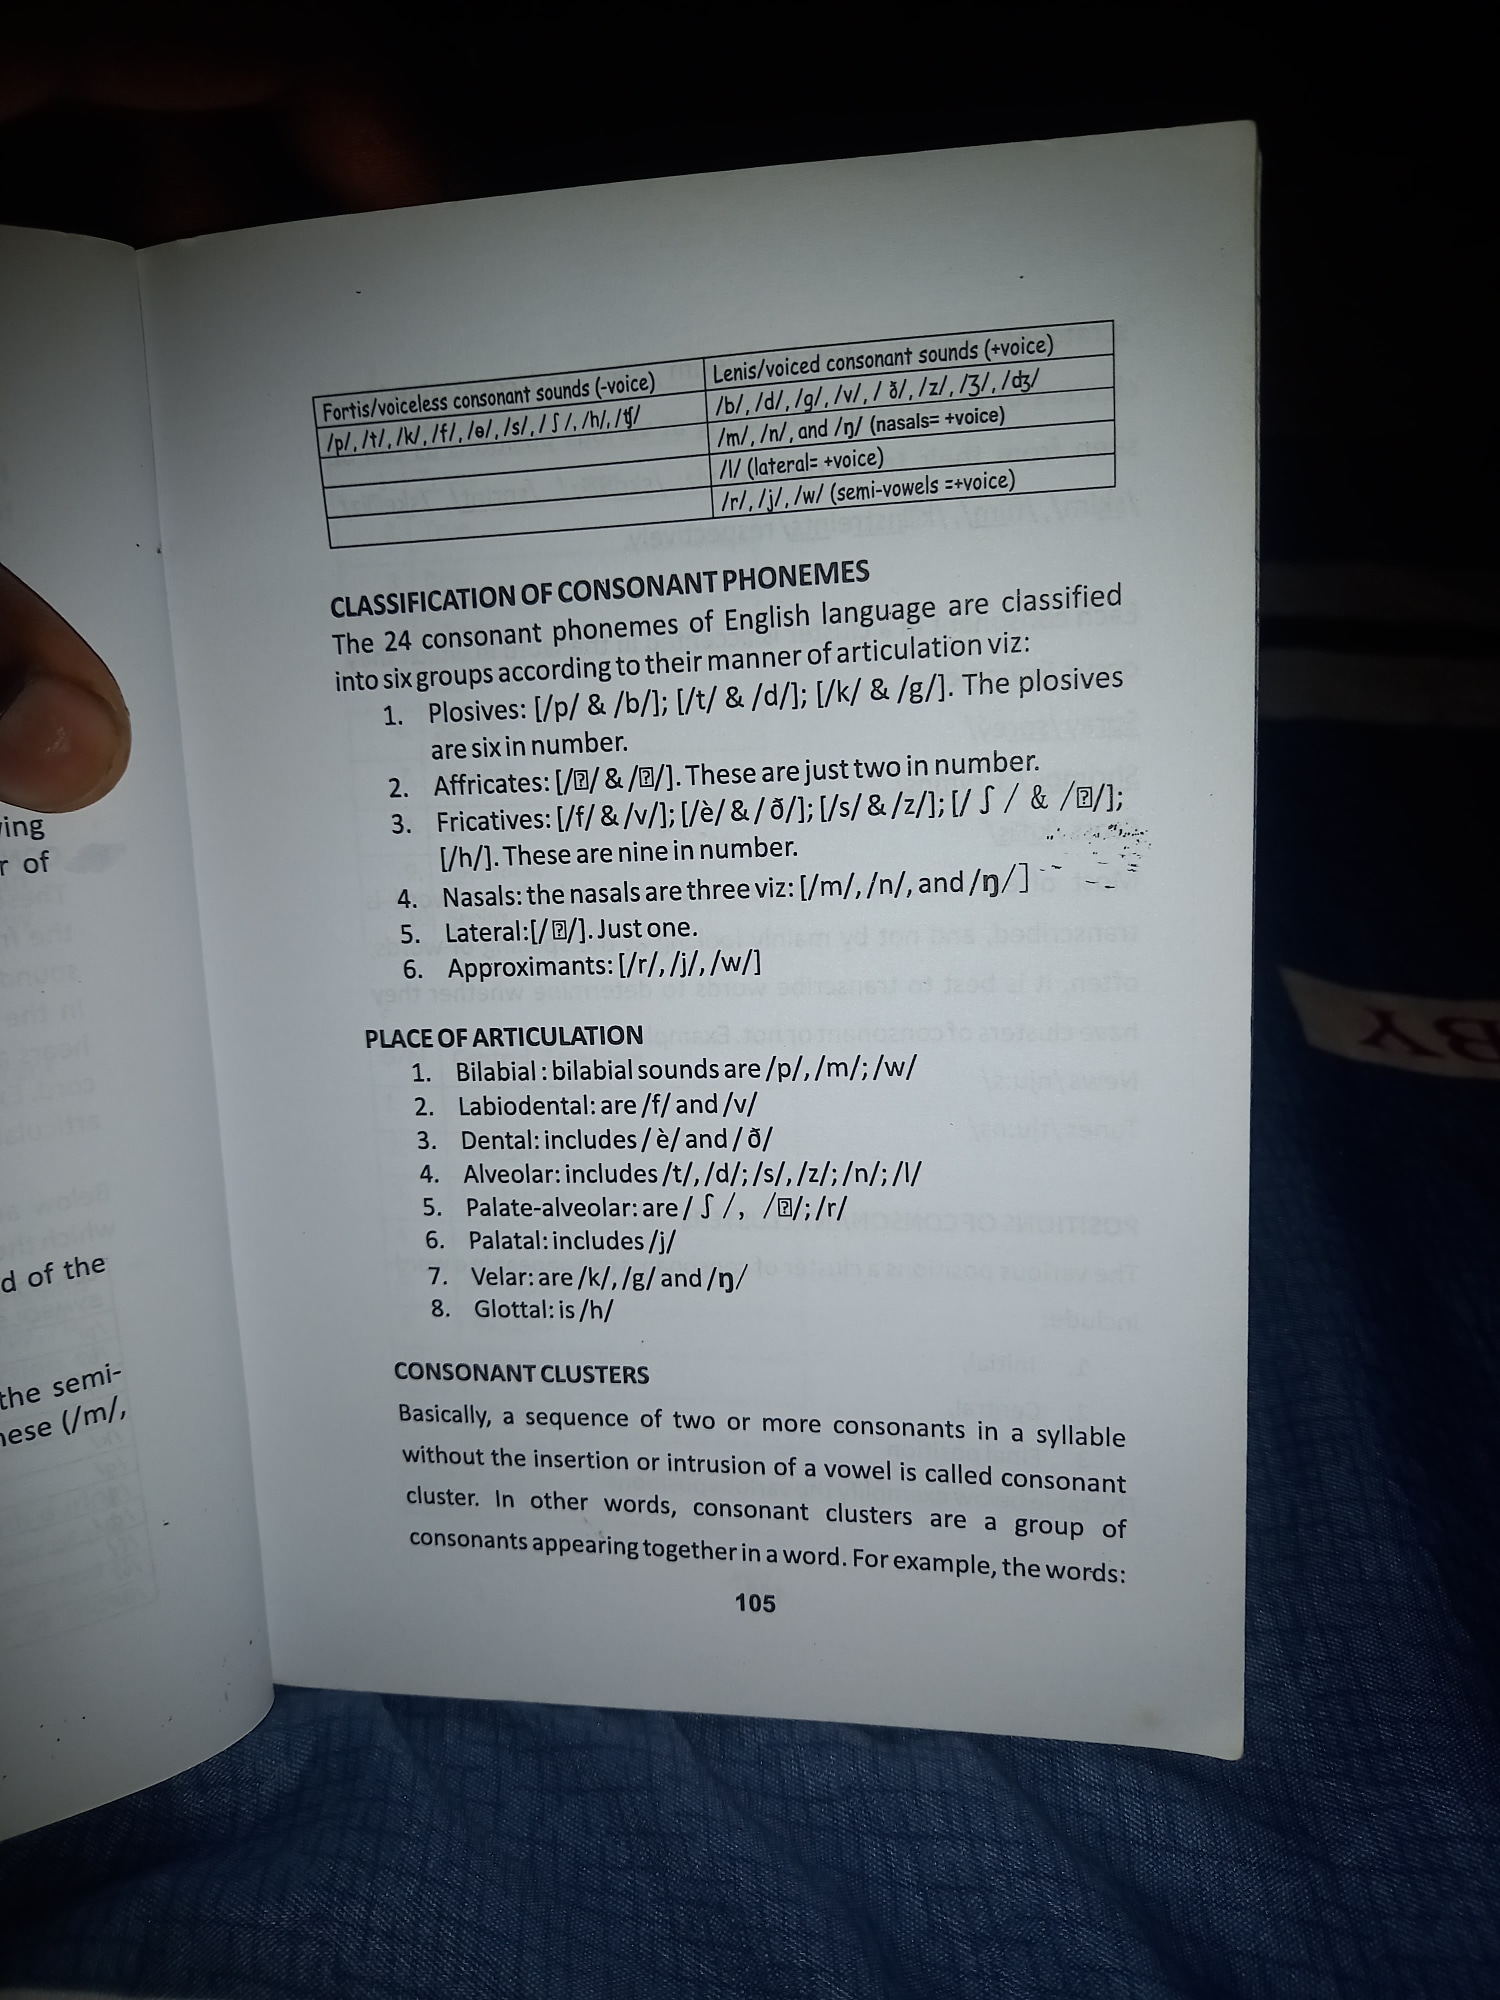 ing
r of
d of the
the semi-
nese (/m/,
Fortis/voiceless consonant sounds (-voice)
Lenis/voiced consonant sounds (+voice)
/p/, /t/, /k/, /f/, /ɵ/, /s/, / ʃ /, /h/, /ʧ/
/b/, /d/, /g/, /v/, / ð/, /z/, /ʒ/, /ʤ/
/m/, /n/, and /ŋ/ (nasals= +voice)
/l/ (lateral= +voice)
/r/, /j/, /w/ (semi-vowels =+voice)
CLASSIFICATION OF CONSONANT PHONEMES
The 24 consonant phonemes of English language are classified
into six groups according to their manner of articulation viz:
1. Plosives: [/p/ & /b/]; [/t/ & /d/]; [/k/ & /g/]. The plosives
are six in number.
2. Affricates: [/⍰/ & /⍰/]. These are just two in number.
3. Fricatives: [/f/ & /v/]; [/è/ & / ð/]; [/s/ & /z/]; [/ ʃ / & /⍰/];
[/h/]. These are nine in number.
4. Nasals: the nasals are three viz: [/m/, /n/, and /ŋ/]
5. Lateral:[/ ⍰/]. Just one.
6. Approximants: [/r/, /j/, /w/]
PLACE OF ARTICULATION
1. Bilabial : bilabial sounds are /p/, /m/; /w/
2. Labiodental: are /f/ and /v/
3. Dental: includes / è/ and / ð/
4. Alveolar: includes /t/, /d/; /s/, /z/; /n/; /l/
5. Palate-alveolar: are / ʃ /, /⍰/; /r/
6. Palatal: includes /j/
7. Velar: are /k/, /g/ and /ŋ/
8. Glottal: is /h/
CONSONANT CLUSTERS
Basically, a sequence of two or more consonants in a syllable
without the insertion or intrusion of a vowel is called consonant
cluster. In other words, consonant clusters are a group of
consonants appearing together in a word. For example, the words:
105
BY